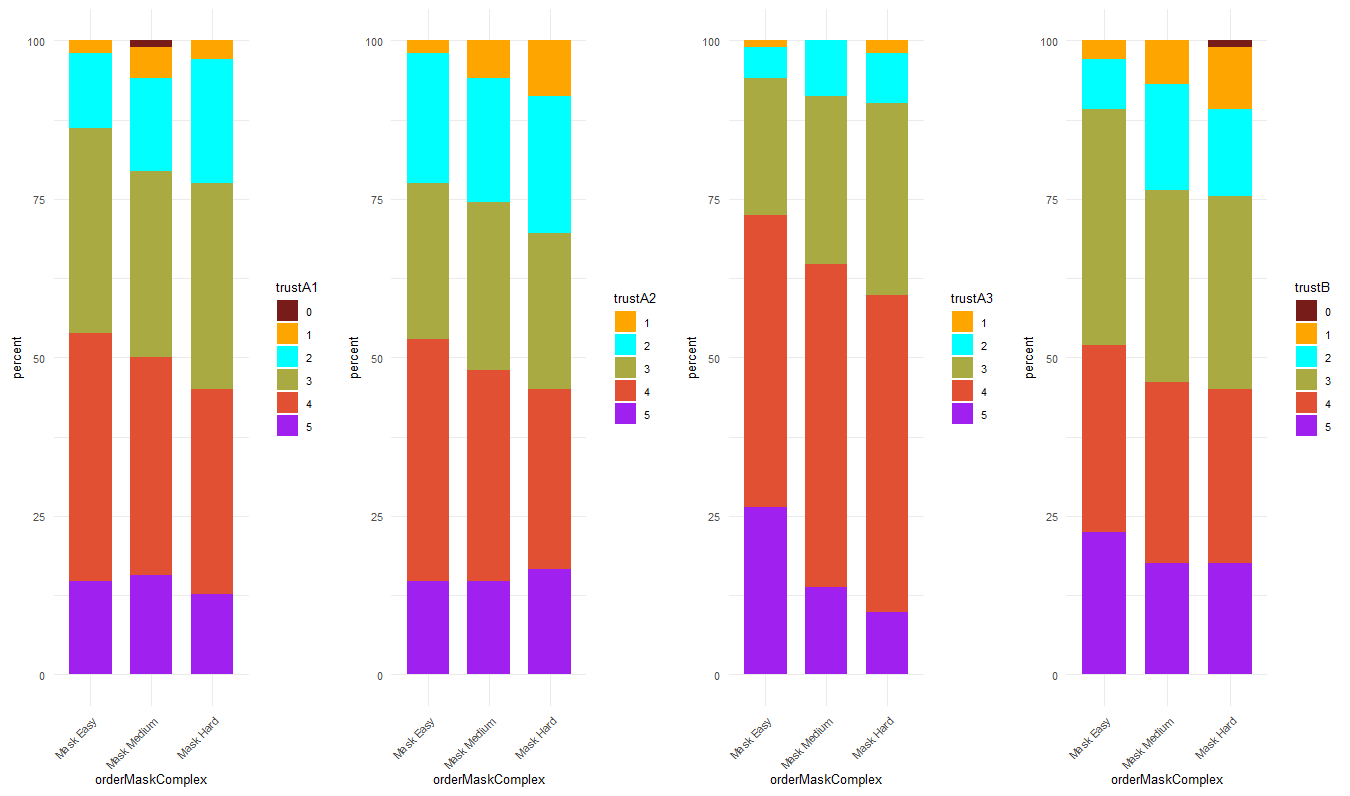 100
75
50
25
0
percent
Mask Easy
Mask Medium
Mask Hard
orderMaskComplex
trustA1
0
1
2
3
4
5
100
75
50
25
0
percent
Mask Easy
Mask Medium
Mask Hard
orderMaskComplex
trustA2
1
2
3
4
5
100
75
50
25
0
percent
Mask Easy
Mask Medium
Mask Hard
orderMaskComplex
trustA3
1
2
3
4
5
100
75
50
25
0
percent
Mask Easy
Mask Medium
Mask Hard
orderMaskComplex
trustB
0
1
2
3
4
5